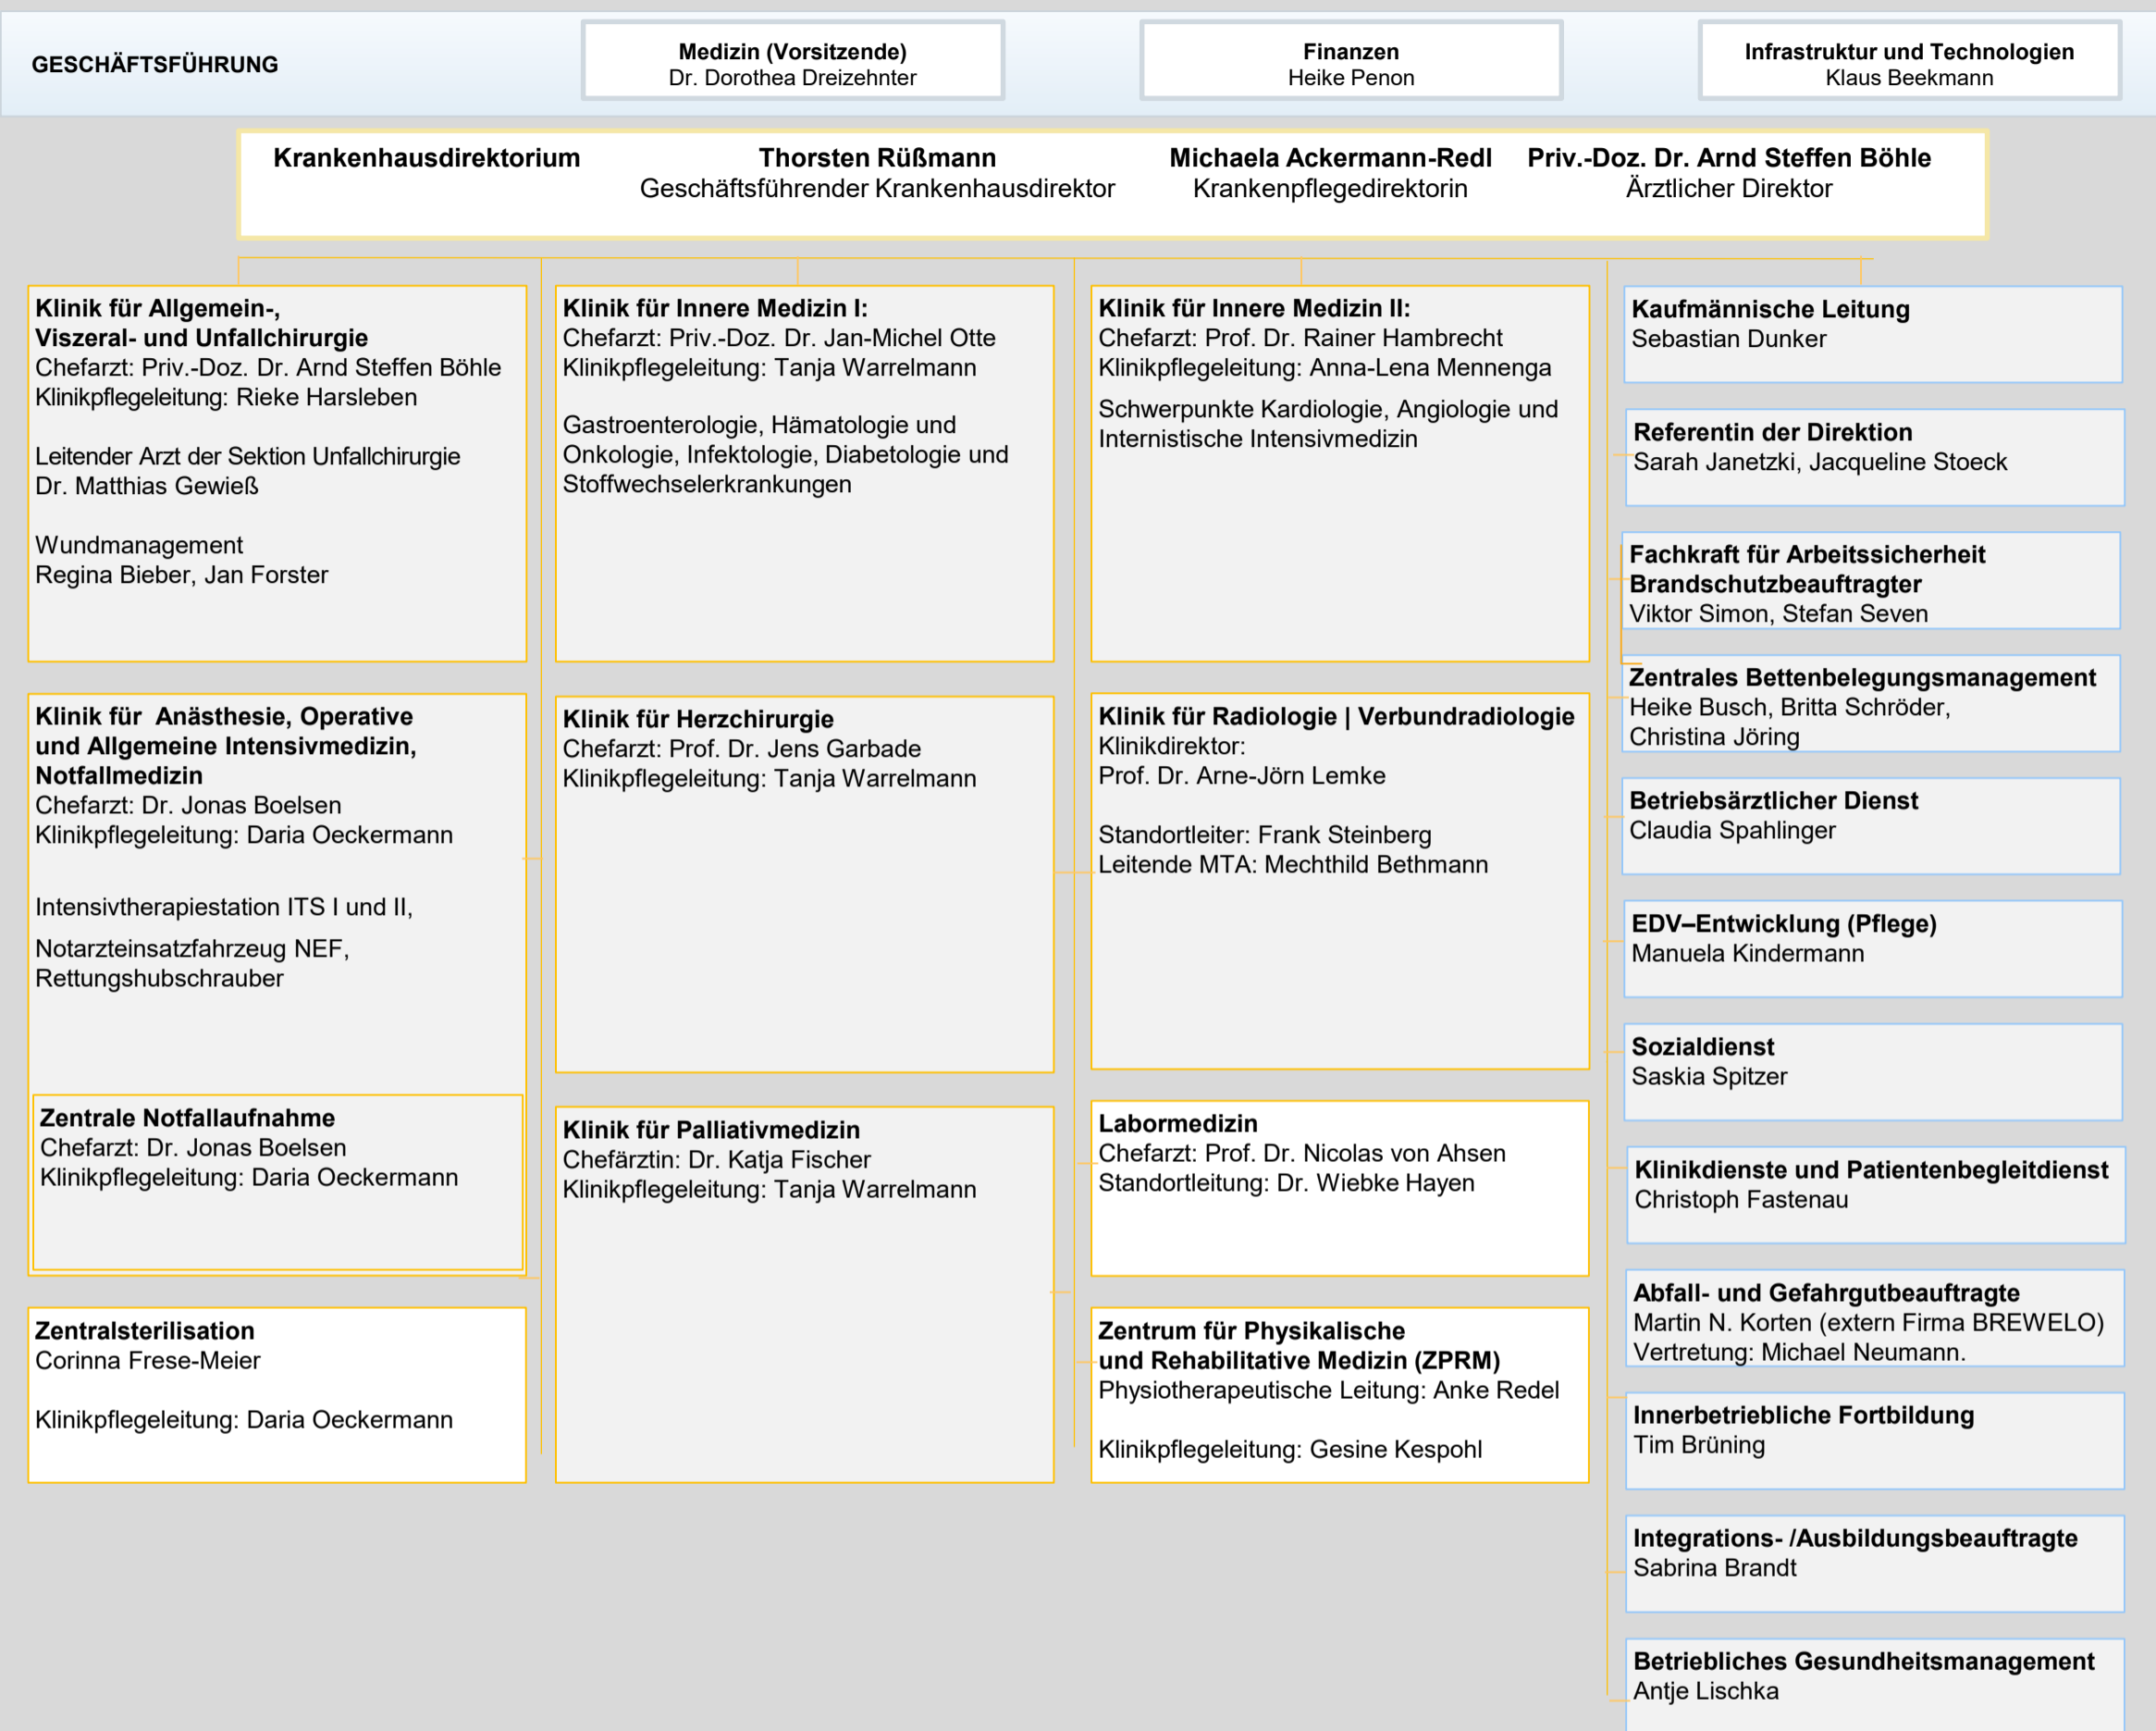 GESCHÄFTSFÜHRUNG
Medizin (Vorsitzende)
Dr. Dorothea Dreizehnter
Finanzen
Heike Penon
Infrastruktur und Technologien
Klaus Beekmann
Krankenhausdirektorium
Thorsten Rüßmann
Geschäftsführender Krankenhausdirektor
Michaela Ackermann-Redl
Krankenpflegedirektorin
Priv.-Doz. Dr. Arnd Steffen Böhle
Ärztlicher Direktor
Klinik für Allgemein-,
Viszeral- und Unfallchirurgie
Chefarzt: Priv.-Doz. Dr. Arnd Steffen Böhle
Klinikpflegeleitung: Rieke Harsleben
Leitender Arzt der Sektion Unfallchirurgie
Dr. Matthias Gewieß
Wundmanagement
Regina Bieber, Jan Forster
Klinik für  Anästhesie, Operative
und Allgemeine Intensivmedizin,
Notfallmedizin
Chefarzt: Dr. Jonas Boelsen
Klinikpflegeleitung: Daria Oeckermann
Intensivtherapiestation ITS I und II,
Notarzteinsatzfahrzeug NEF,
Rettungshubschrauber
Zentrale Notfallaufnahme
Chefarzt: Dr. Jonas Boelsen
Klinikpflegeleitung: Daria Oeckermann
Zentralsterilisation
Corinna Frese-Meier
Klinikpflegeleitung: Daria Oeckermann
Klinik für Innere Medizin I:
Chefarzt: Priv.-Doz. Dr. Jan-Michel Otte
Klinikpflegeleitung: Tanja Warrelmann
Gastroenterologie, Hämatologie und
Onkologie, Infektologie, Diabetologie und
Stoffwechselerkrankungen
Klinik für Herzchirurgie
Chefarzt: Prof. Dr. Jens Garbade
Klinikpflegeleitung: Tanja Warrelmann
Klinik für Palliativmedizin
Chefärztin: Dr. Katja Fischer
Klinikpflegeleitung: Tanja Warrelmann
Klinik für Innere Medizin II:
Chefarzt: Prof. Dr. Rainer Hambrecht
Klinikpflegeleitung: Anna-Lena Mennenga
Schwerpunkte Kardiologie, Angiologie und
Internistische Intensivmedizin
Klinik für Radiologie | Verbundradiologie
Klinikdirektor:
Prof. Dr. Arne-Jörn Lemke
Standortleiter: Frank Steinberg
Leitende MTA: Mechthild Bethmann
Labormedizin
Chefarzt: Prof. Dr. Nicolas von Ahsen
Standortleitung: Dr. Wiebke Hayen
Zentrum für Physikalische
und Rehabilitative Medizin (ZPRM)
Physiotherapeutische Leitung: Anke Redel
Klinikpflegeleitung: Gesine Kespohl
Kaufmännische Leitung
Sebastian Dunker
Referentin der Direktion
Sarah Janetzki, Jacqueline Stoeck
Fachkraft für Arbeitssicherheit
Brandschutzbeauftragter
Viktor Simon, Stefan Seven
Zentrales Bettenbelegungsmanagement
Heike Busch, Britta Schröder,
Christina Jöring
Betriebsärztlicher Dienst
Claudia Spahlinger
EDV–Entwicklung (Pflege)
Manuela Kindermann
Sozialdienst
Saskia Spitzer
Klinikdienste und Patientenbegleitdienst
Christoph Fastenau
Abfall- und Gefahrgutbeauftragte
Martin N. Korten (extern Firma BREWELO)
Vertretung: Michael Neumann.
Innerbetriebliche Fortbildung
Tim Brüning
Integrations- /Ausbildungsbeauftragte
Sabrina Brandt
Betriebliches Gesundheitsmanagement
Antje Lischka